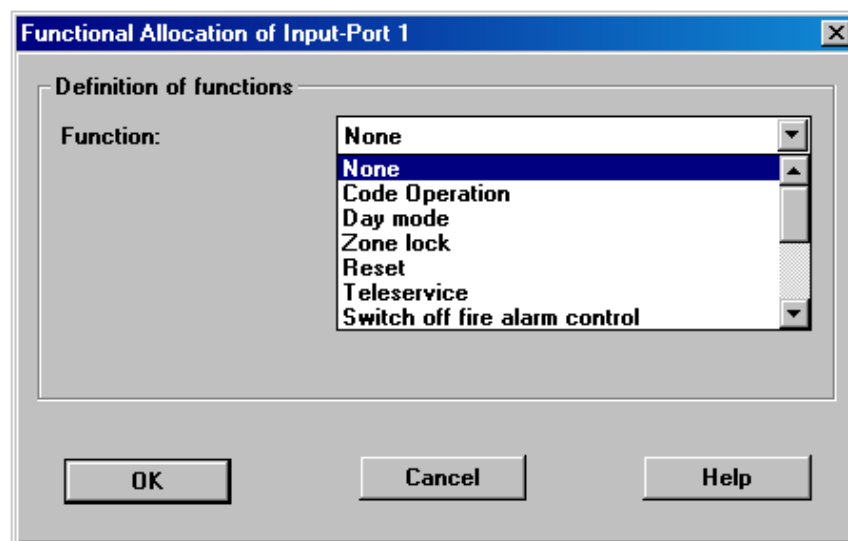 Functional Allocation of Input-Port 1
Definition of functions
Function:
None
None
Code Operation
Day mode
Zone lock
Reset
Teleservice
Switch off fire alarm control
OK
Cancel
Help